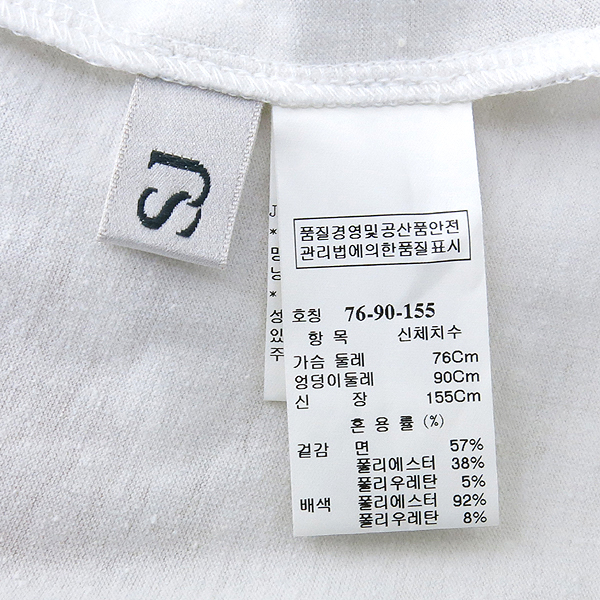 SJ
품질경영및공산품안전
관리법에의한품질표시
호칭 76-90-155
항 목 신체치수
가슴 둘레 76Cm
엉덩이둘레 90Cm
신 장 155Cm
혼 용 률 (%)
겉감 면 57%
폴리에스터 38%
폴리우레탄 5%
배색 폴리에스터 92%
폴리우레탄 8%
J
*
*
성
있
주